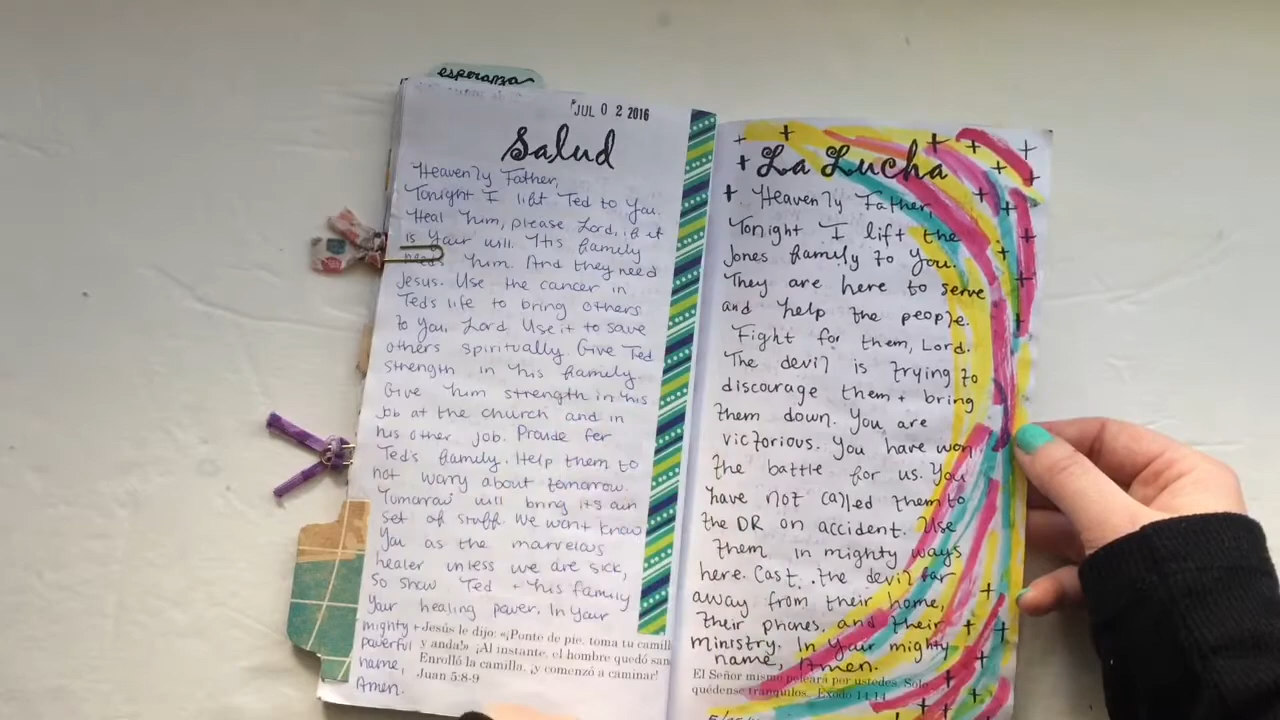 esperanza
JUL 02 2016
Salud
Heavenly Father,
Tonight I lift Ted to You.
Heal him, please Lord, if it
is Your will. His family
needs him. And they need
Jesus. Use the cancer in
Ted's life to bring others
to You, Lord. Use it to save
others spiritually. Give Ted
strength in his family.
Give him strength in his
job at the church and in
his other job. Provide for
Ted's family. Help them to
not worry about tomorrow.
Tomorrow will bring its own
set of stuff. We won't know
You as the marvelous
healer unless we are sick,
so show Ted + his family
Your healing power. In Your
mighty +
powerful
name,
Amen.
Jesús le dijo: «¡Ponte de pie, toma tu camill
y anda!» ¡Al instante, el hombre quedó san
Enrolló la camilla, ¡y comenzó a caminar!
Juan 5:8-9
La Lucha
Heavenly Father,
Tonight I lift the
Jones family to You.
They are here to serve
and help the people.
Fight for them, Lord.
The devil is trying to
discourage them + bring
them down. You are
victorious. You have won
the battle for us. You
have not called them to
the DR on accident. Use
them in mighty ways
here. Cast the devil far
away from their home,
their phones, and their
ministry. In Your mighty
name, Amen.
El Señor mismo peleará por ustedes. Solo
quédense tranquilos. Éxodo 14:14